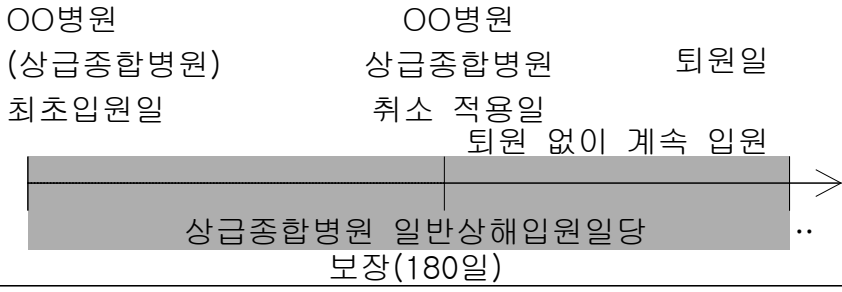 OO병원
(상급종합병원)
최초입원일
OO병원
상급종합병원
취소 적용일
퇴원일
퇴원 없이 계속 입원
상급종합병원 일반상해입원일당
보장(180일)
..